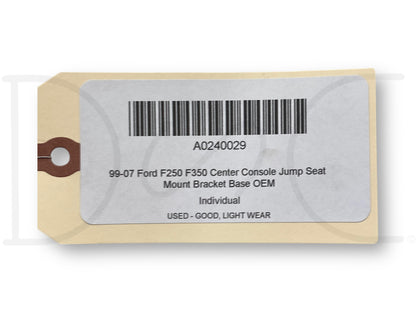 A0240029
99-07 Ford F250 F350 Center Console Jump Seat
Mount Bracket Base OEM
Individual
USED - GOOD, LIGHT WEAR